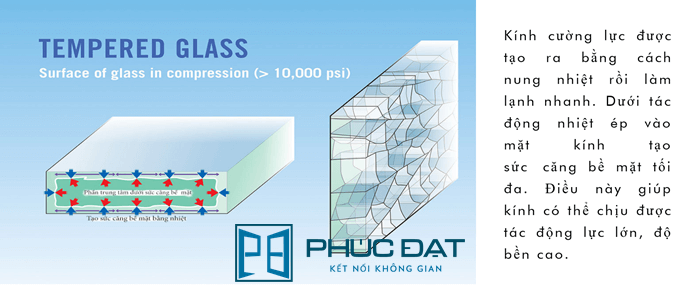 TEMPERED GLASS
Surface of glass in compression (> 10,000 psi)
Phần trung tâm dưới sức căng bề mặt
Tạo sức căng bề mặt bằng nhiệt
PHÚC ĐẠT
KẾT NỐI KHÔNG GIAN
Kính cường lực được
tạo ra bằng cách
nung nhiệt rồi làm
lạnh nhanh. Dưới tác
động nhiệt ép vào
mặt kính tạo
sức căng bề mặt tối
đa. Điều này giúp
kính có thể chịu được
tác động lực lớn, độ
bền cao.